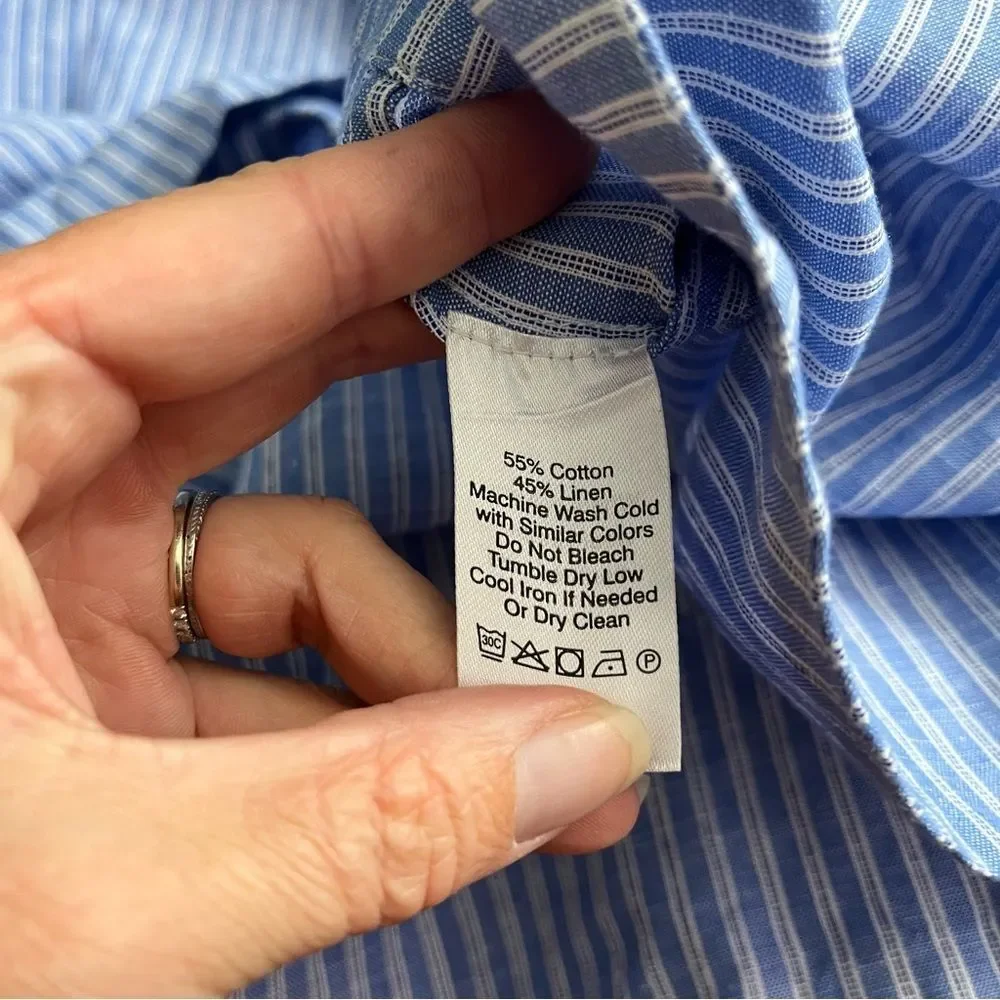 55% Cotton
45% Linen
Machine Wash Cold
with Similar Colors
Do Not Bleach
Tumble Dry Low
Cool Iron If Needed
Or Dry Clean
30C P